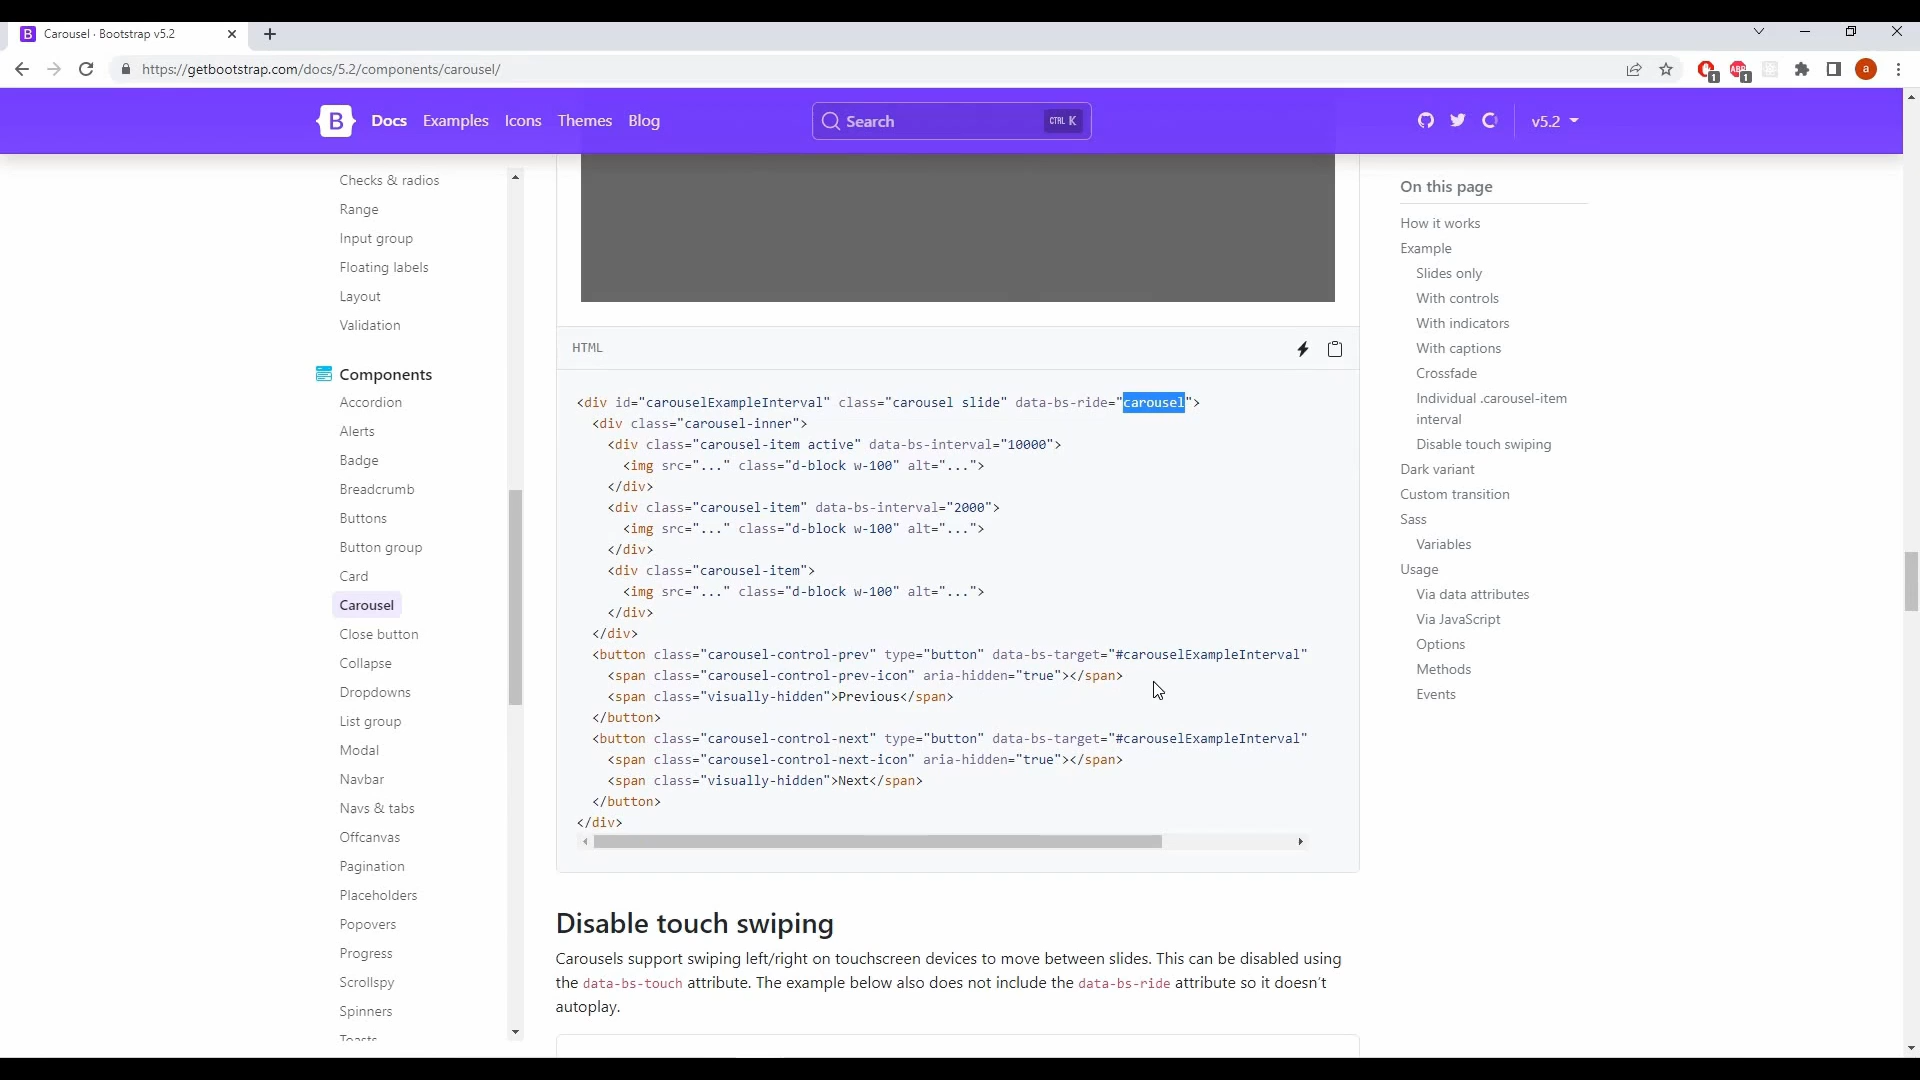 Carousel · Bootstrap v5.2
https://getbootstrap.com/docs/5.2/components/carousel/
1
1
a
B
Docs
Examples
Icons
Themes
Blog
Search
CTRL K
v5.2
Checks & radios
Range
Input group
Floating labels
Layout
Validation
Components
Accordion
Alerts
Badge
Breadcrumb
Buttons
Button group
Card
Carousel
Close button
Collapse
Dropdowns
List group
Modal
Navbar
Navs & tabs
Offcanvas
Pagination
Placeholders
Popovers
Progress
Scrollspy
Spinners
Toasts
HTML
<div id="carouselExampleInterval" class="carousel slide" data-bs-ride="carousel">
<div class="carousel-inner">
<div class="carousel-item active" data-bs-interval="10000">
<img src="..." class="d-block w-100" alt="...">
</div>
<div class="carousel-item" data-bs-interval="2000">
<img src="..." class="d-block w-100" alt="...">
</div>
<div class="carousel-item">
<img src="..." class="d-block w-100" alt="...">
</div>
</div>
<button class="carousel-control-prev" type="button" data-bs-target="#carouselExampleInterval"
<span class="carousel-control-prev-icon" aria-hidden="true"></span>
<span class="visually-hidden">Previous</span>
</button>
<button class="carousel-control-next" type="button" data-bs-target="#carouselExampleInterval"
<span class="carousel-control-next-icon" aria-hidden="true"></span>
<span class="visually-hidden">Next</span>
</button>
</div>
Disable touch swiping
Carousels support swiping left/right on touchscreen devices to move between slides. This can be disabled using
the data-bs-touch attribute. The example below also does not include the data-bs-ride attribute so it doesn't
autoplay.
On this page
How it works
Example
Slides only
With controls
With indicators
With captions
Crossfade
Individual .carousel-item
interval
Disable touch swiping
Dark variant
Custom transition
Sass
Variables
Usage
Via data attributes
Via JavaScript
Options
Methods
Events